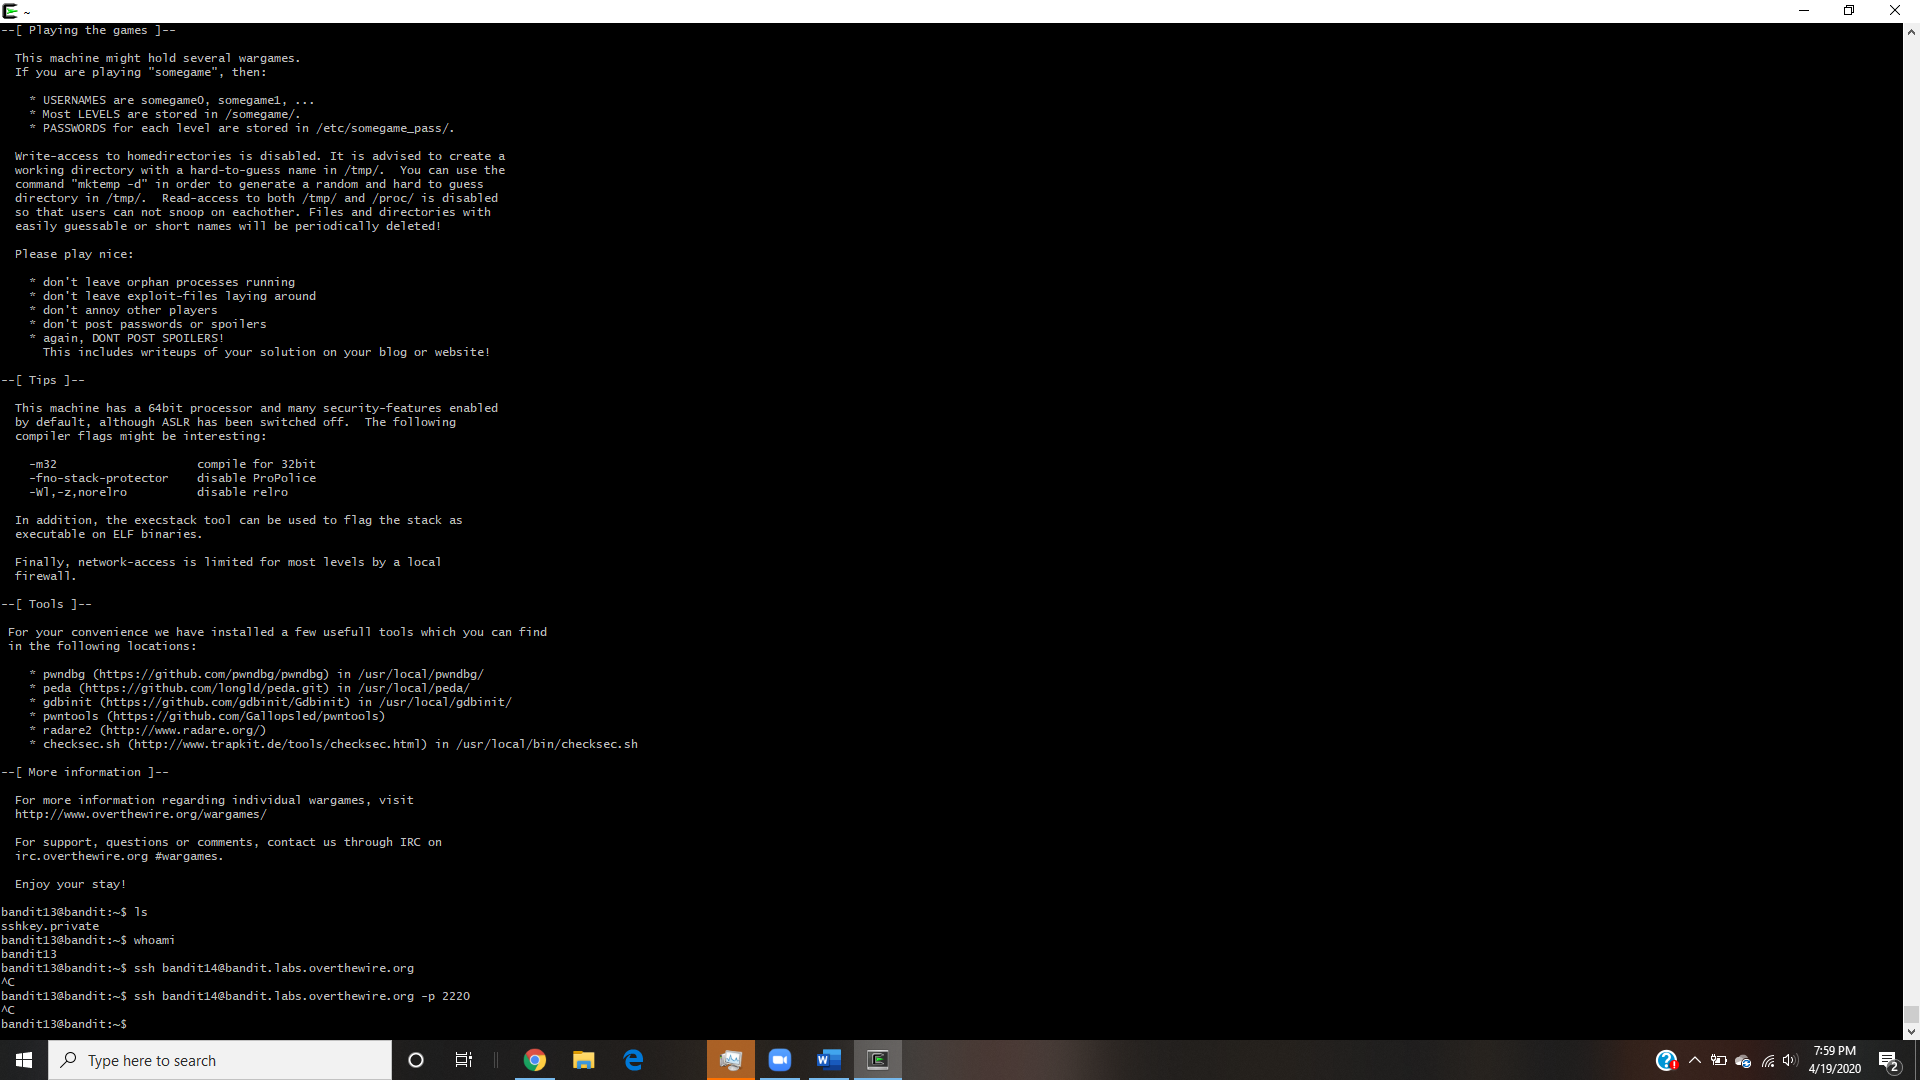 ~
--[ Playing the games ]--
This machine might hold several wargames.
If you are playing "somegame", then:
* USERNAMES are somegame0, somegame1, ...
* Most LEVELS are stored in /somegame/.
* PASSWORDS for each level are stored in /etc/somegame_pass/.
Write-access to homedirectories is disabled. It is advised to create a
working directory with a hard-to-guess name in /tmp/.  You can use the
command "mktemp -d" in order to generate a random and hard to guess
directory in /tmp/.  Read-access to both /tmp/ and /proc/ is disabled
so that users can not snoop on eachother. Files and directories with
easily guessable or short names will be periodically deleted!
Please play nice:
* don't leave orphan processes running
* don't leave exploit-files laying around
* don't annoy other players
* don't post passwords or spoilers
* again, DONT POST SPOILERS!
This includes writeups of your solution on your blog or website!
--[ Tips ]--
This machine has a 64bit processor and many security-features enabled
by default, although ASLR has been switched off.  The following
compiler flags might be interesting:
-m32                    compile for 32bit
-fno-stack-protector    disable ProPolice
-Wl,-z,norelro          disable relro
In addition, the execstack tool can be used to flag the stack as
executable on ELF binaries.
Finally, network-access is limited for most levels by a local
firewall.
--[ Tools ]--
For your convenience we have installed a few usefull tools which you can find
in the following locations:
* pwndbg (https://github.com/pwndbg/pwndbg) in /usr/local/pwndbg/
* peda (https://github.com/longld/peda.git) in /usr/local/peda/
* gdbinit (https://github.com/gdbinit/Gdbinit) in /usr/local/gdbinit/
* pwntools (https://github.com/Gallopsled/pwntools)
* radare2 (http://www.radare.org/)
* checksec.sh (http://www.trapkit.de/tools/checksec.html) in /usr/local/bin/checksec.sh
--[ More information ]--
For more information regarding individual wargames, visit
http://www.overthewire.org/wargames/
For support, questions or comments, contact us through IRC on
irc.overthewire.org #wargames.
Enjoy your stay!
bandit13@bandit:~$ ls
sshkey.private
bandit13@bandit:~$ whoami
bandit13
bandit13@bandit:~$ ssh bandit14@bandit.labs.overthewire.org
^C
bandit13@bandit:~$ ssh bandit14@bandit.labs.overthewire.org -p 2220
^C
bandit13@bandit:~$
Type here to search
7:59 PM
4/19/2020
2